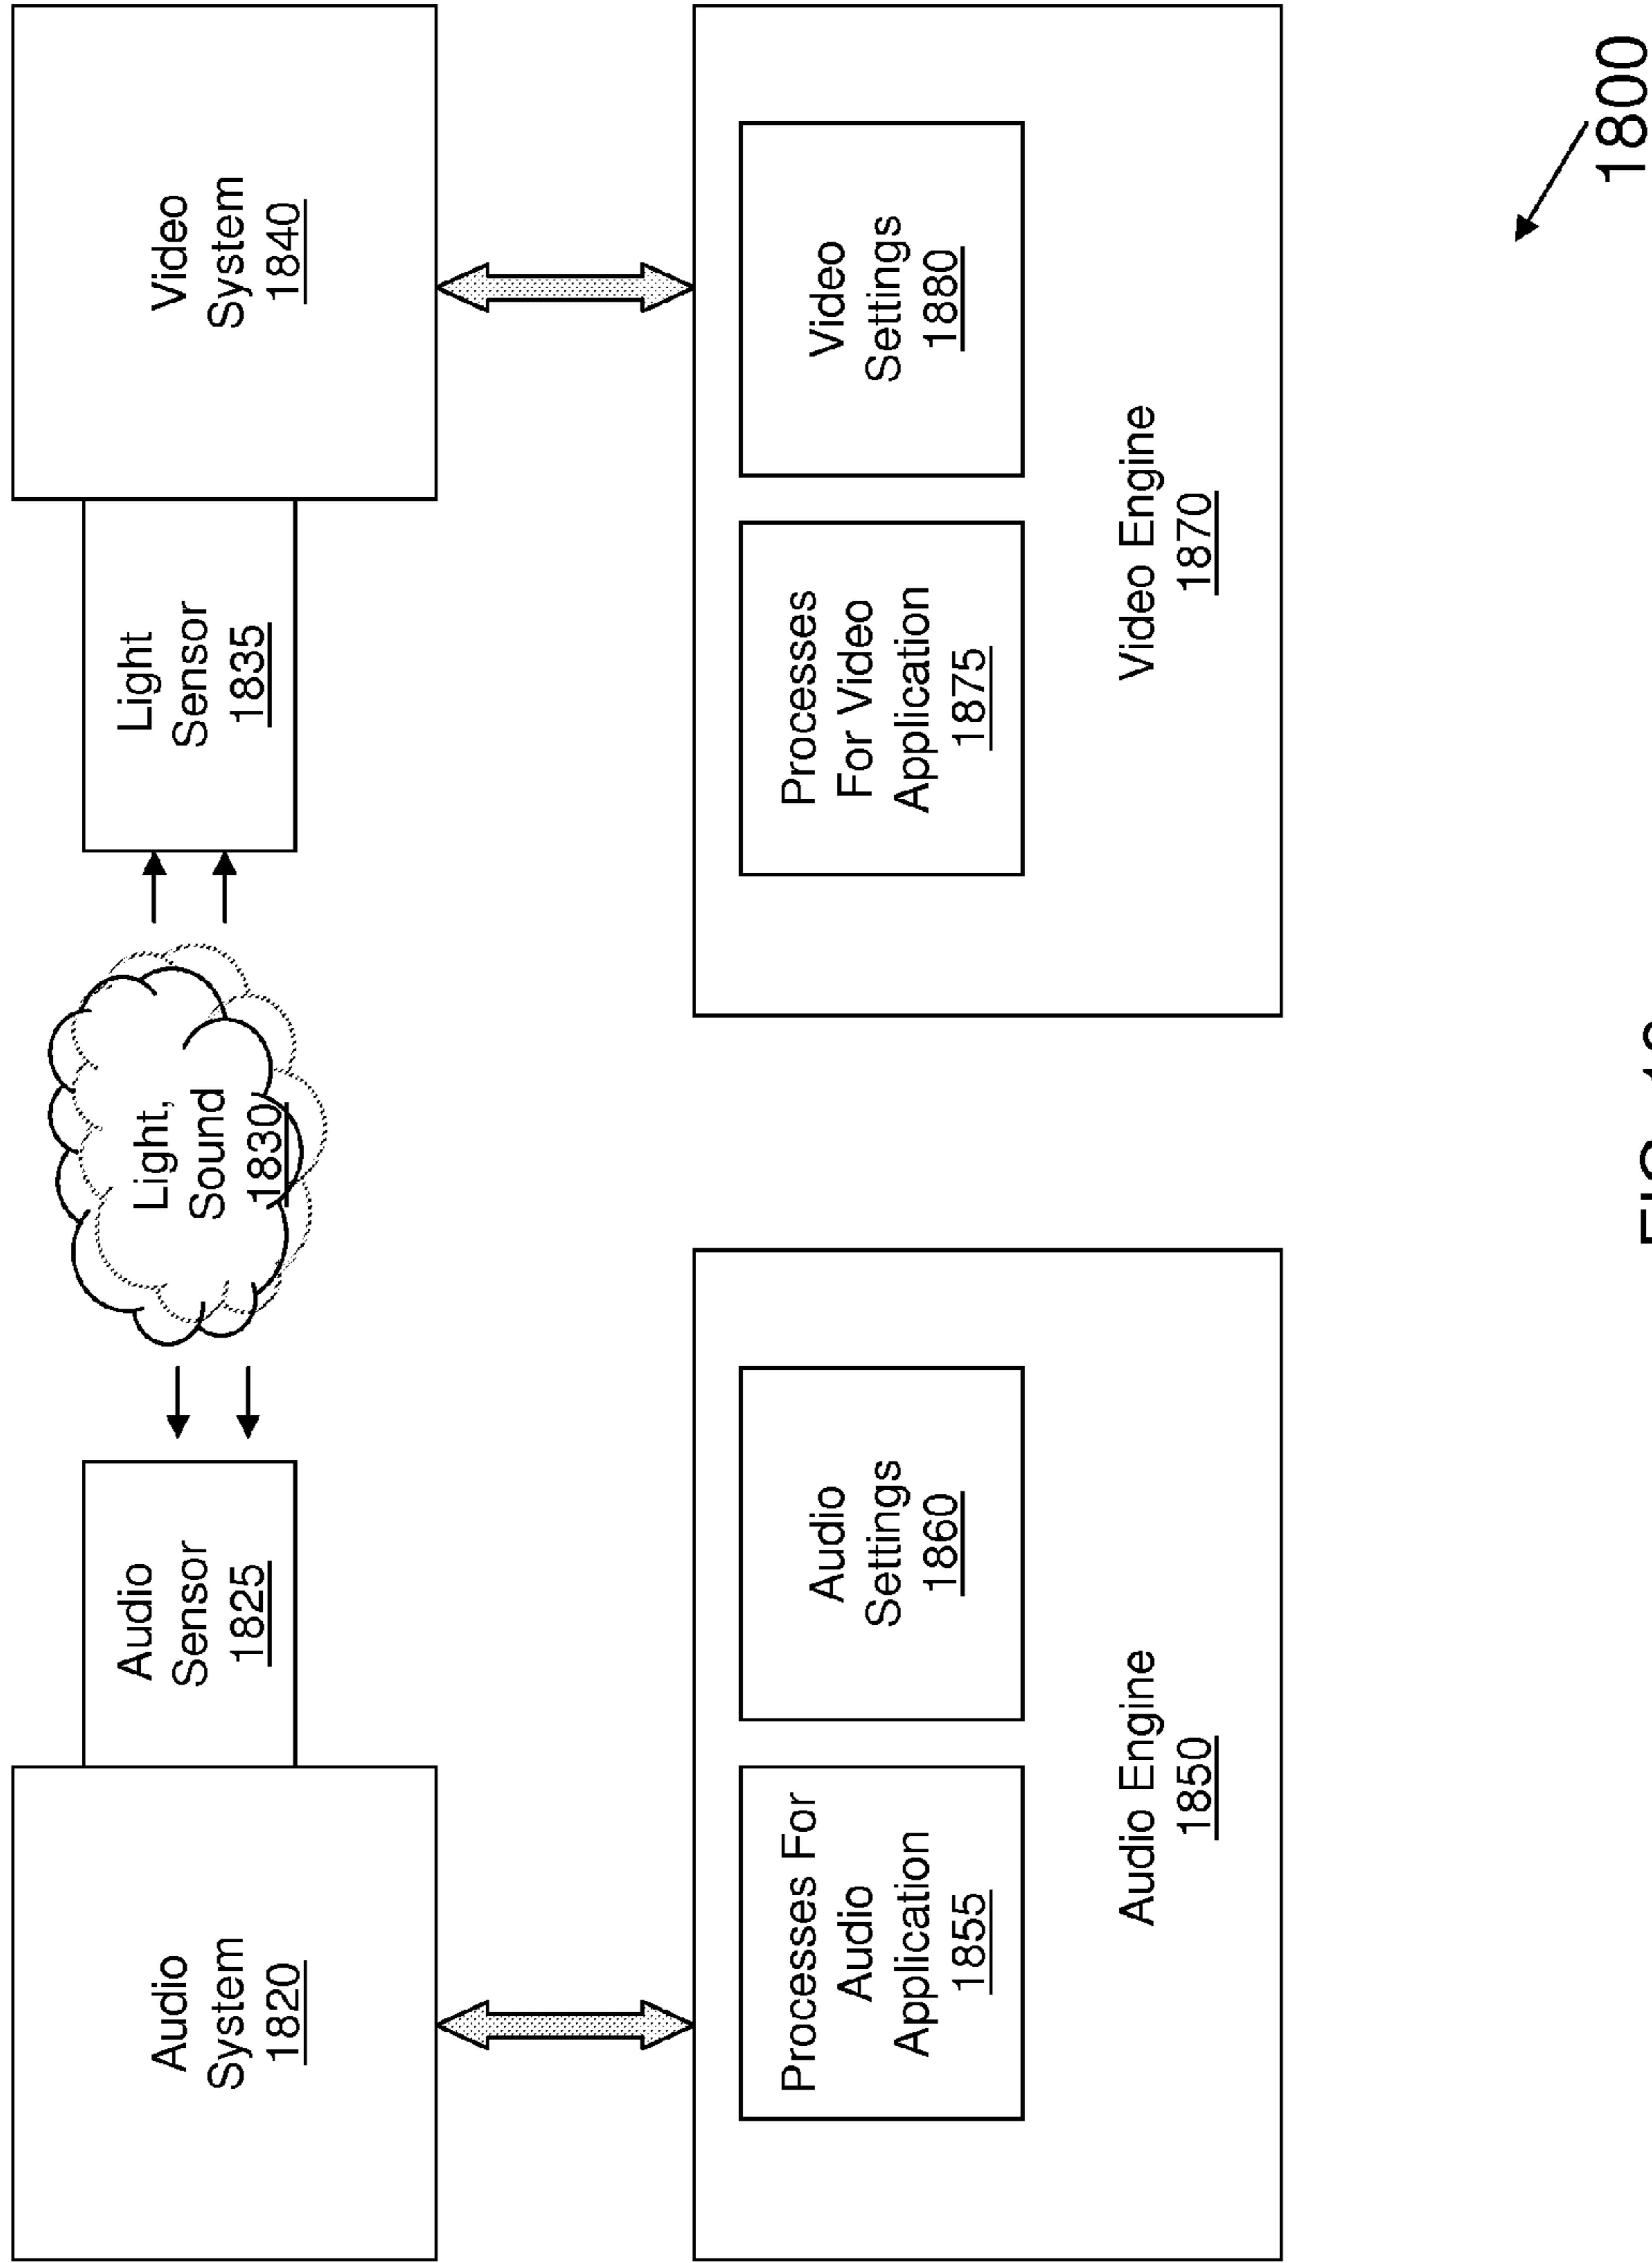 Audio
System
1820
Audio
Sensor
1825
Light,
Sound
1830
Light
Sensor
1835
Video
System
1840
Processes For
Audio
Application
1855
Audio
Settings
1860
Audio Engine
1850
Processes
For Video
Application
1875
Video
Settings
1880
Video Engine
1870
1800